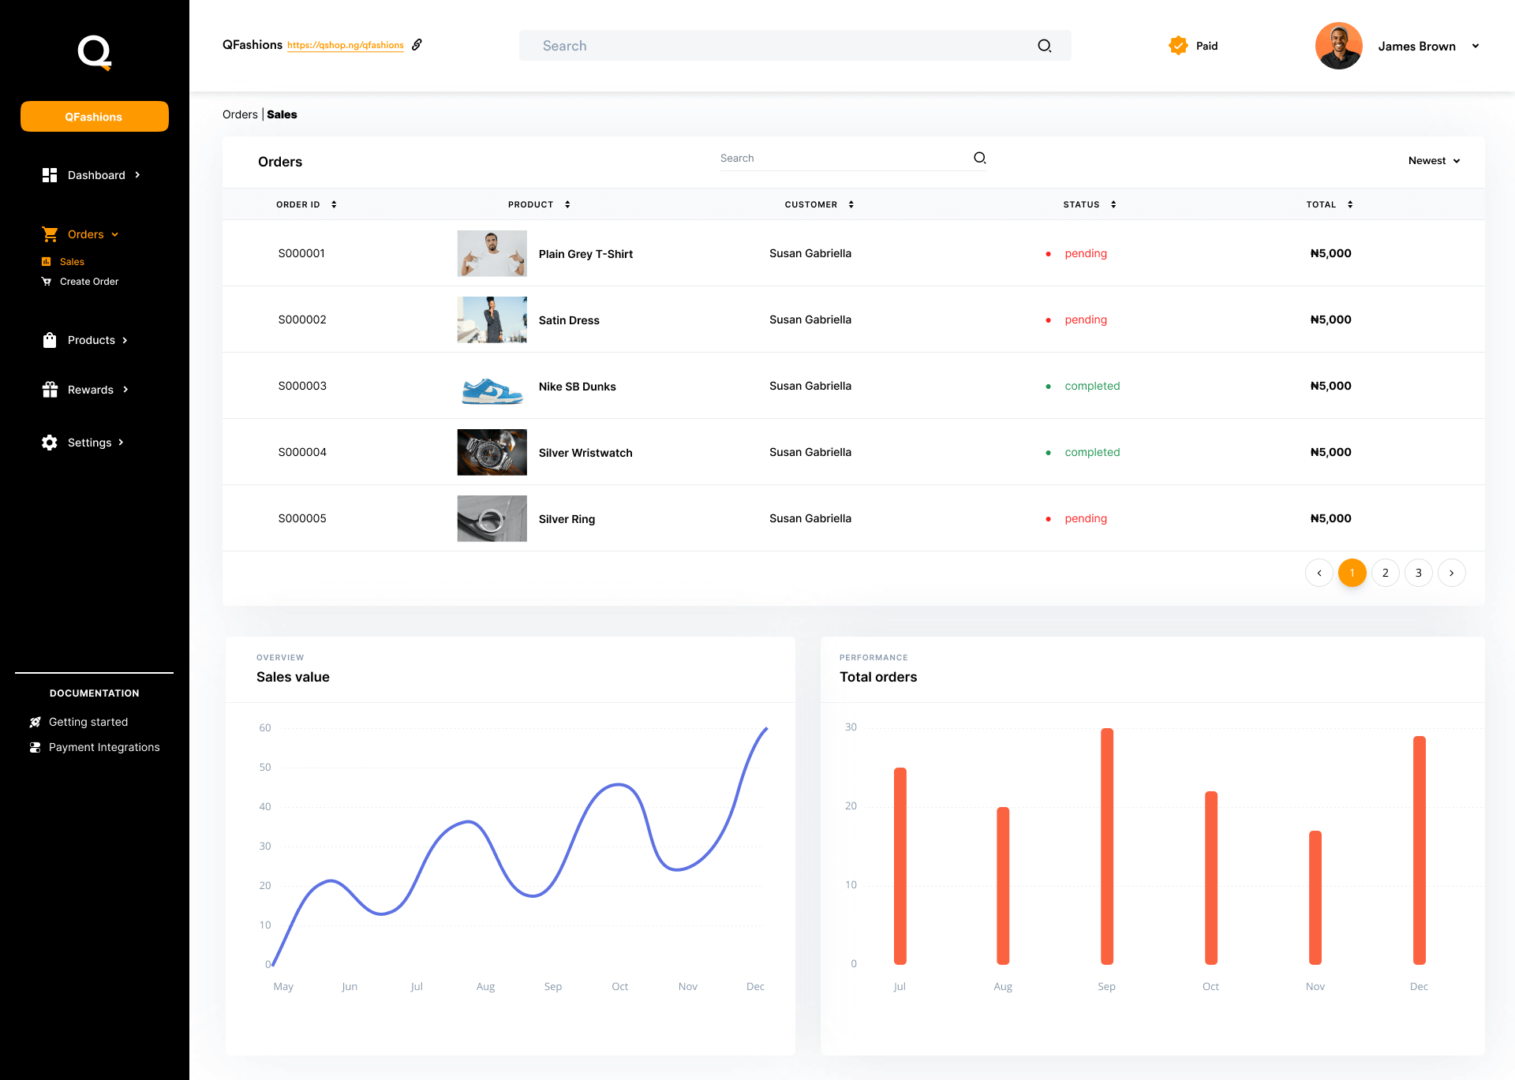 Q
QFashions
Dashboard
Orders
Sales
Create Order
Products
Rewards
Settings
DOCUMENTATION
Getting started
Payment Integrations
QFashions https://qshop.ng/qfashions
Search
Paid
James Brown
Orders | Sales
Orders
Search
Newest
ORDER ID PRODUCT CUSTOMER STATUS TOTAL
S000001 Plain Grey T-Shirt Susan Gabriella pending ₦5,000
S000002 Satin Dress Susan Gabriella pending ₦5,000
S000003 Nike SB Dunks Susan Gabriella completed ₦5,000
S000004 Silver Wristwatch Susan Gabriella completed ₦5,000
S000005 Silver Ring Susan Gabriella pending ₦5,000
1 2 3
OVERVIEW
Sales value
60
50
40
30
20
10
0
May Jun Jul Aug Sep Oct Nov Dec
PERFORMANCE
Total orders
30
20
10
0
Jul Aug Sep Oct Nov Dec